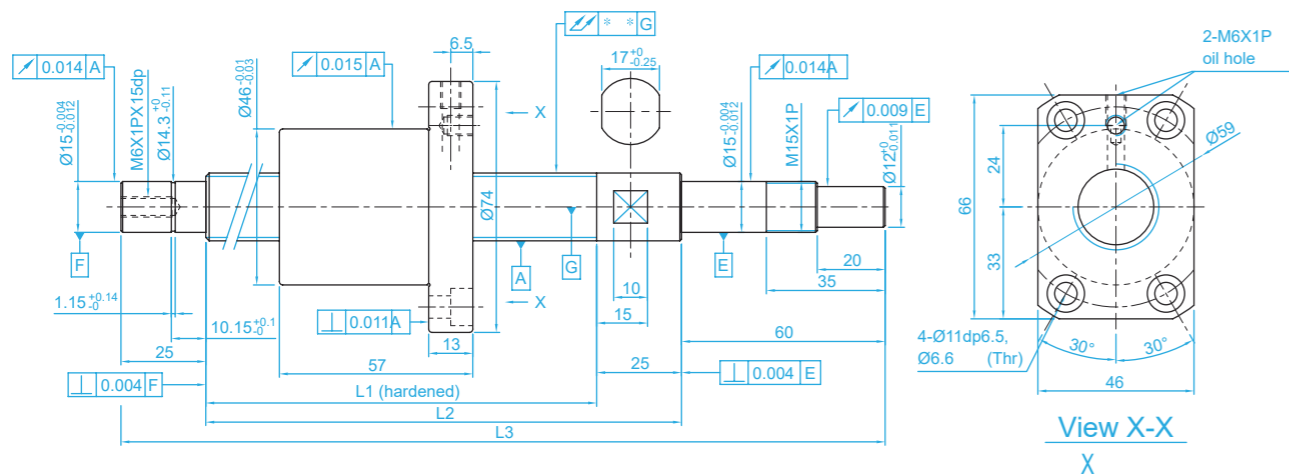 6.5
* * G
2-M6X1P
oil hole
0.014 A
0.015 A
17 +0 -0.25
0.014A
0.009 E
Ø15 -0.004 -0.012
M6X1PX15dp
Ø14.3 +0 -0.11
Ø46 -0.01 -0.03
X
Ø74
Ø15 -0.004 -0.012
M15X1P
Ø12 +0 -0.011
Ø59
24
66
33
F
A
G
E
20
35
10
15
1.15 +0.14 -0
10.15 +0.1 -0
X
0.011A
13
60
25
57
25
0.004 F
0.004 E
L1 (hardened)
L2
L3
4-Ø11dp6.5,
Ø6.6 (Thr)
30° 30°
46
View X-X
X